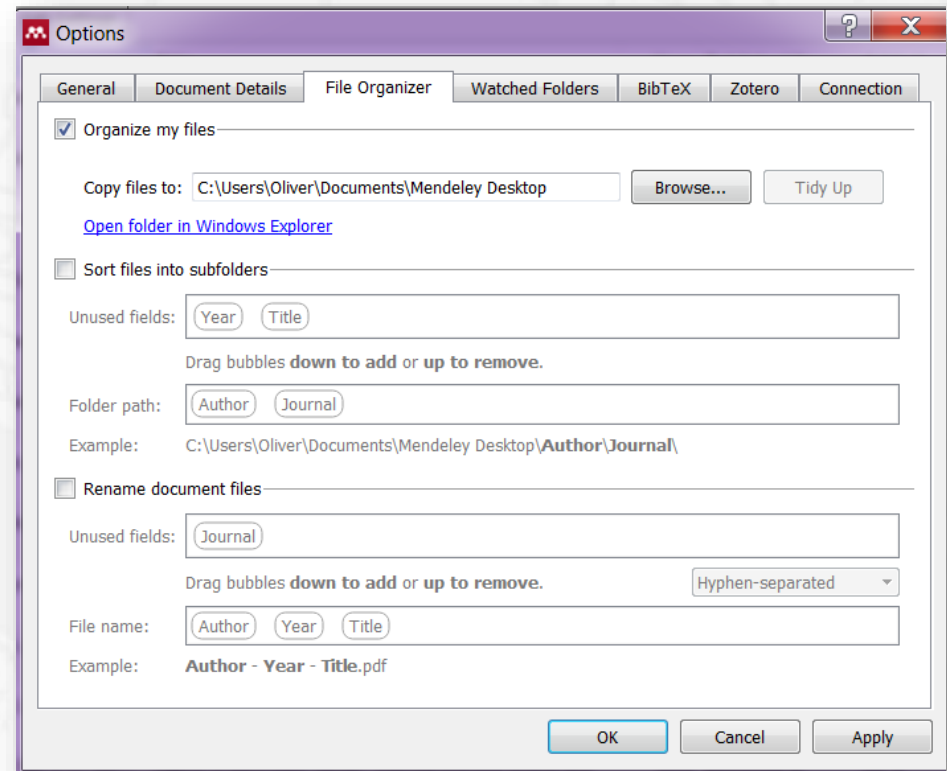 Options
General Document Details File Organizer Watched Folders BibTeX Zotero Connection
Organize my files
Copy files to: C:\Users\Oliver\Documents\Mendeley Desktop Browse... Tidy Up
Open folder in Windows Explorer
Sort files into subfolders
Unused fields: Year Title
Drag bubbles down to add or up to remove.
Folder path: Author Journal
Example: C:\Users\Oliver\Documents\Mendeley Desktop\Author\Journal\
Rename document files
Unused fields: Journal
Drag bubbles down to add or up to remove. Hyphen-separated
File name: Author Year Title
Example: Author - Year - Title.pdf
OK Cancel Apply